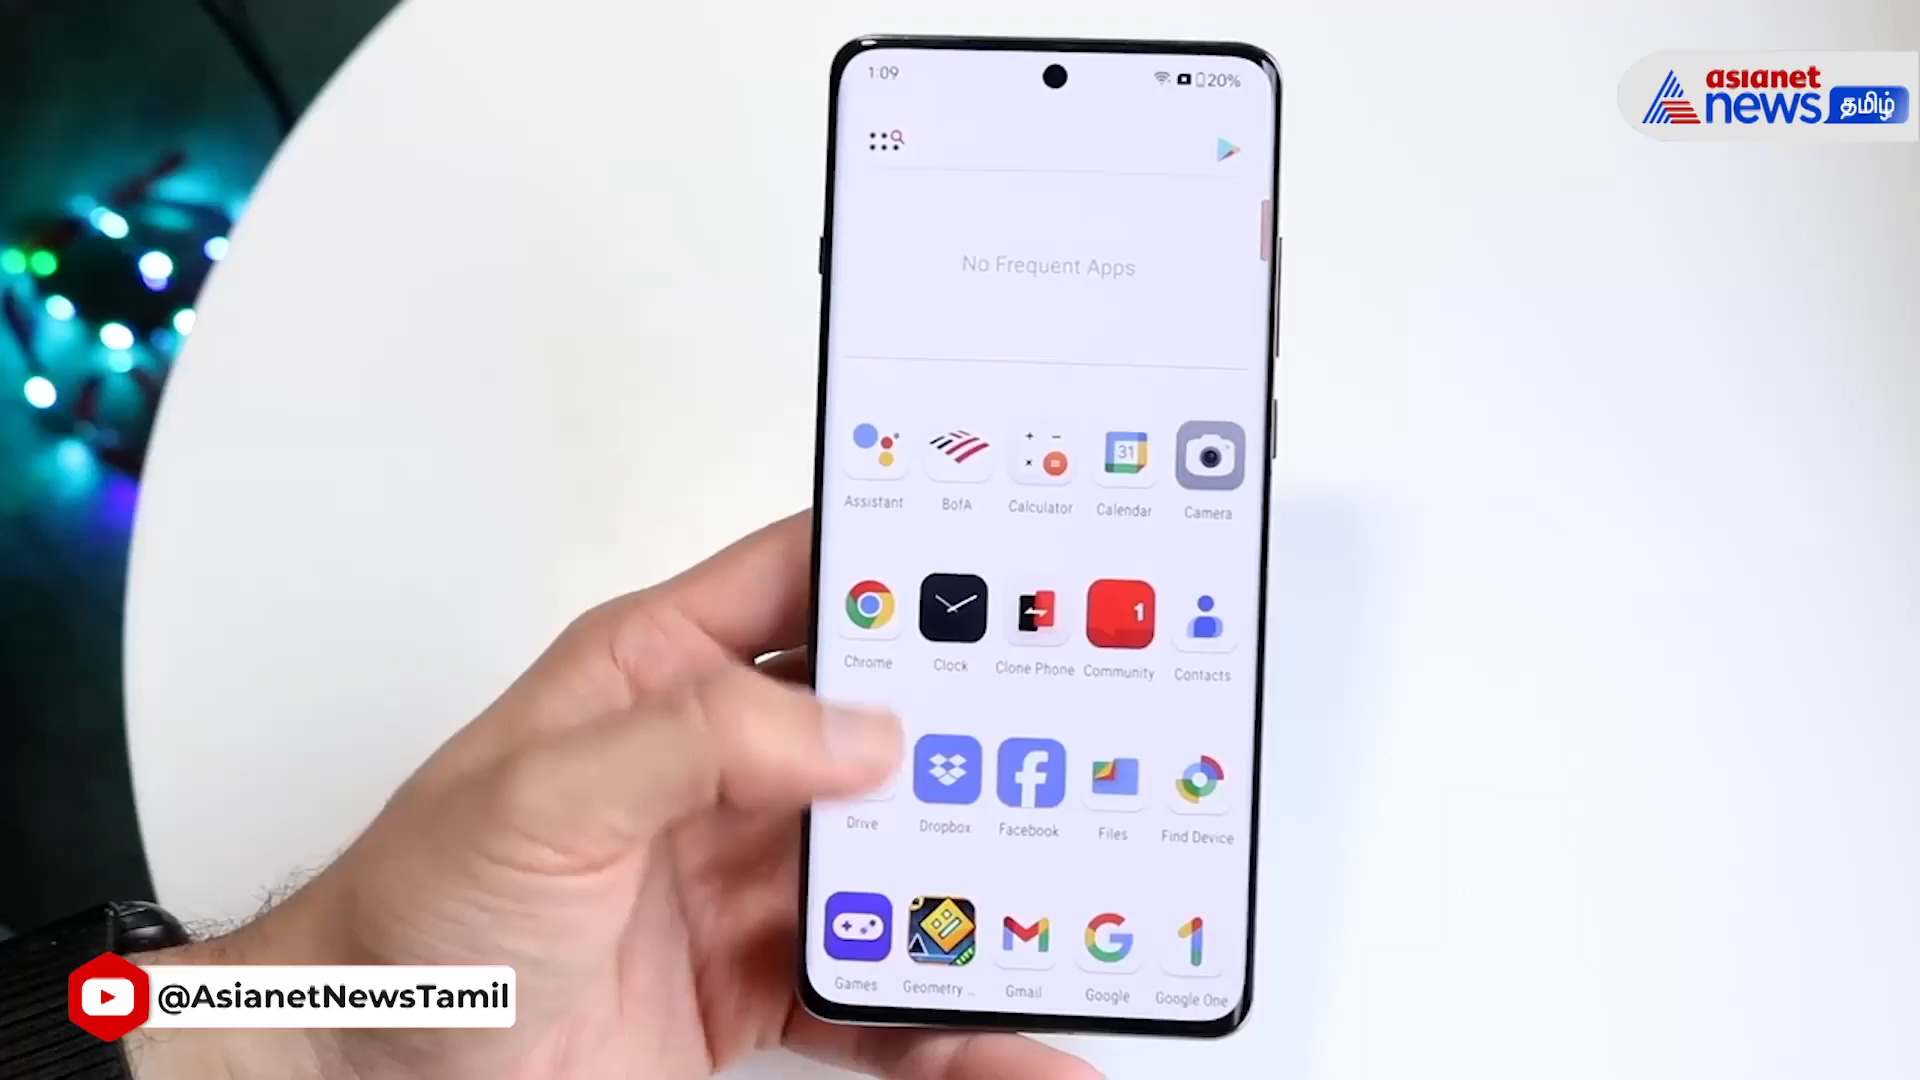 1:09
20%
asianet
news தமிழ்
No Frequent Apps
31
Assistant BofA Calculator Calendar Camera
1
Chrome Clock Clone Phone Community Contacts
Drive Dropbox Facebook Files Find Device
Games Geometry .. Gmail Google Google One
@AsianetNewsTamil